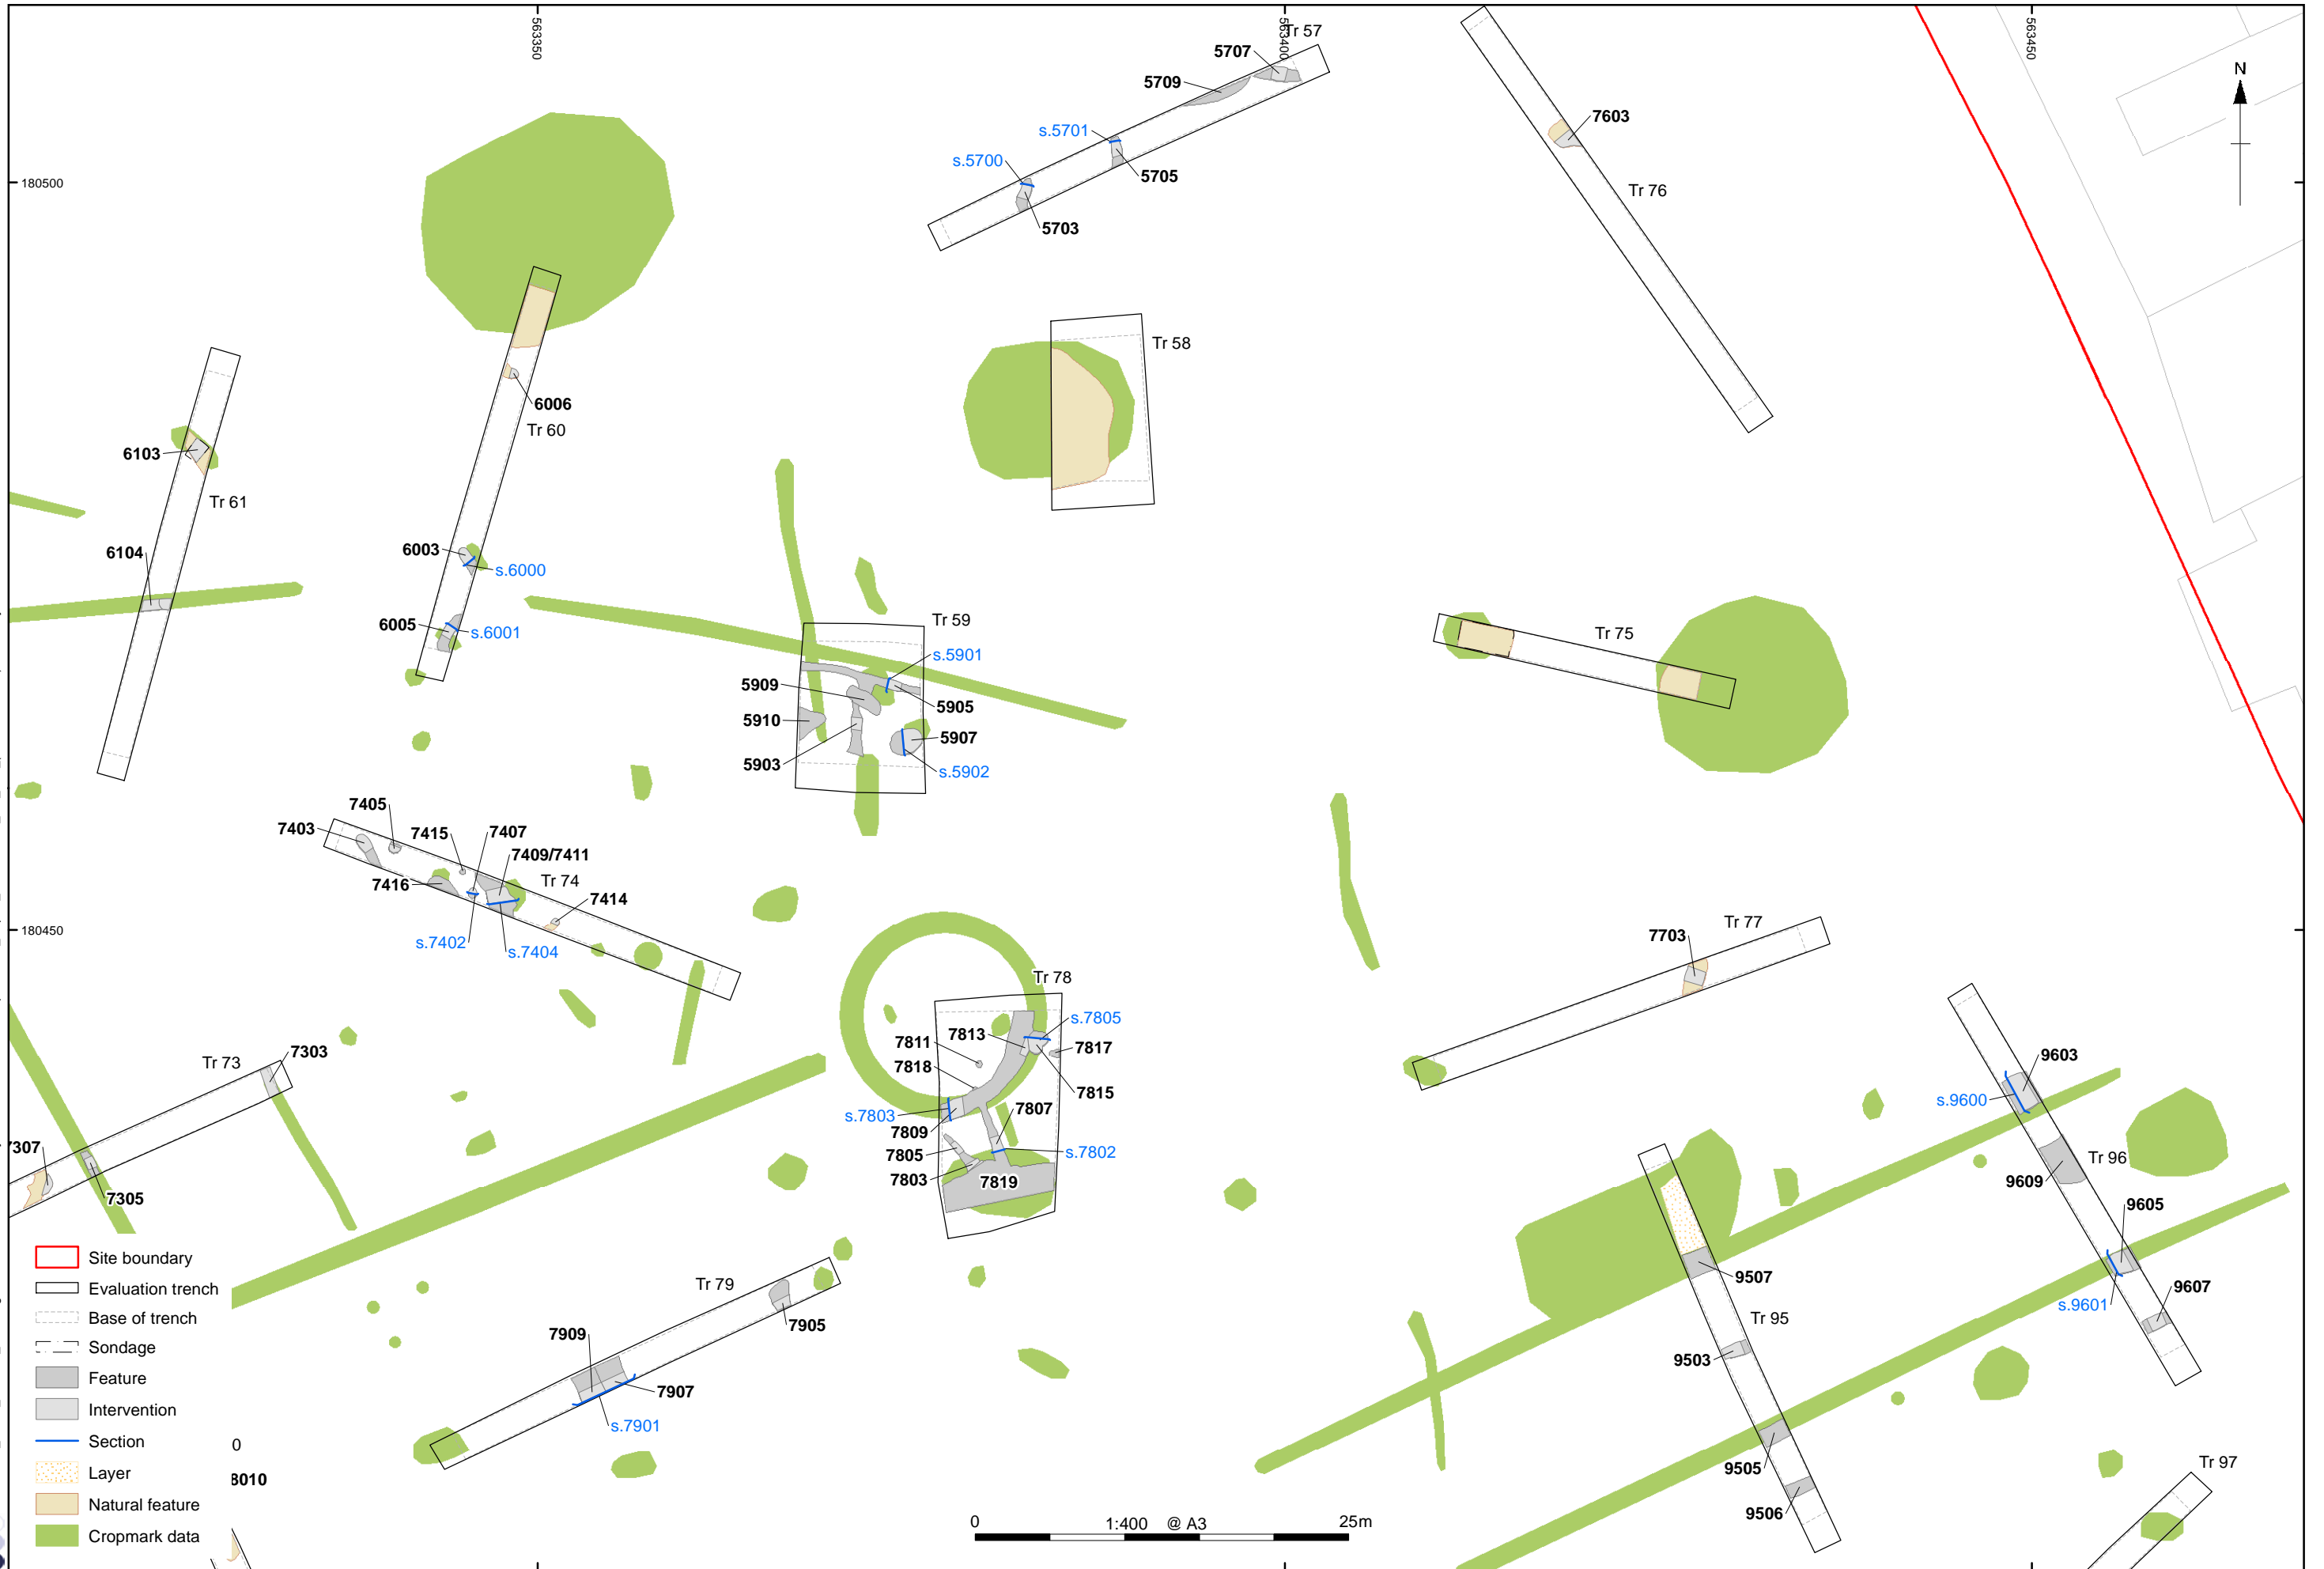 563350
563400
563450
Tr 57
5707
5709
N
s.5701
7603
s.5700
5705
180500
Tr 76
5703
Tr 58
6006
Tr 60
6103
Tr 61
6104
6003
s.6000
6005
s.6001
Tr 59
Tr 75
s.5901
5909
5905
5910
5907
5903
s.5902
7405
7403
7415
7407
7409/7411
7416
Tr 74
7414
180450
s.7402
s.7404
Tr 77
7703
Tr 78
s.7805
7813
7811
7817
7818
7815
7807
s.7803
7809
s.7802
7805
7803
7819
Tr 73
7303
7307
7305
9603
s.9600
Tr 96
9609
9605
9607
s.9601
9507
Tr 95
9503
9505
9506
Tr 97
Tr 79
7905
7909
7907
s.7901
Site boundary
Evaluation trench
Base of trench
Sondage
Feature
Intervention
Section
Layer
Natural feature
Cropmark data
0
8010
0
1:400 @ A3
25m